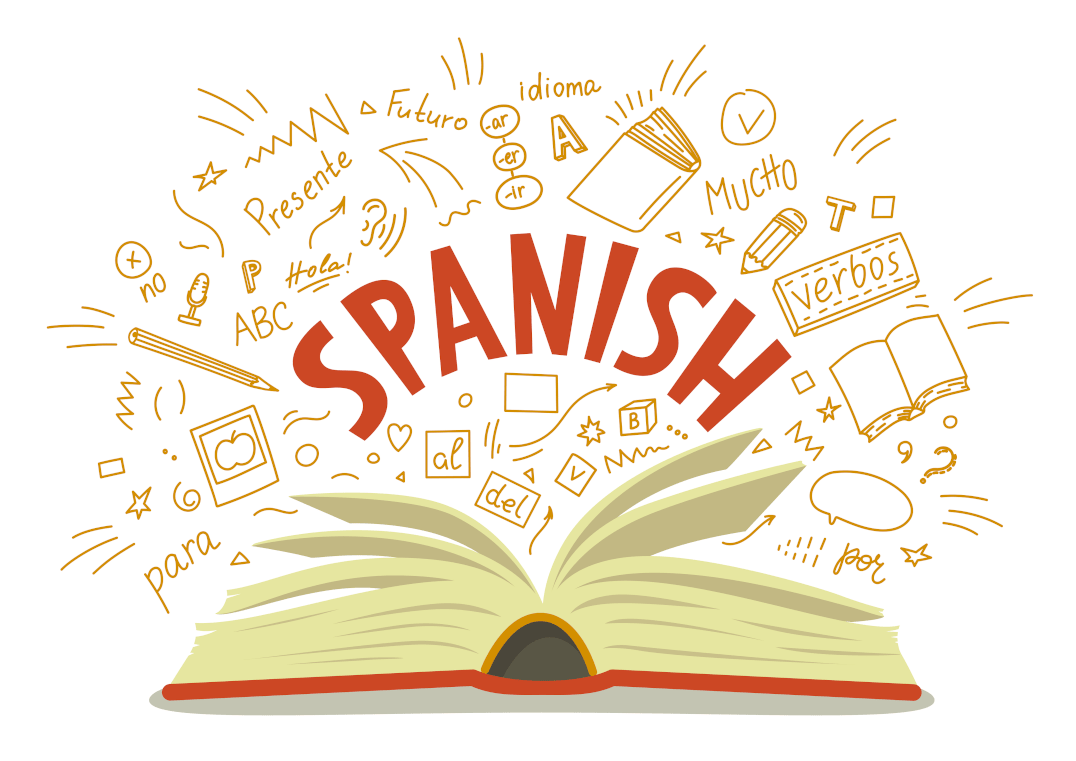 idioma
Futuro
-ar
-er
-ir
A
Presente
MUCHO
T
no
P
Hola!
ABC
verbos
SPANISH
B
al
del
?
para
por